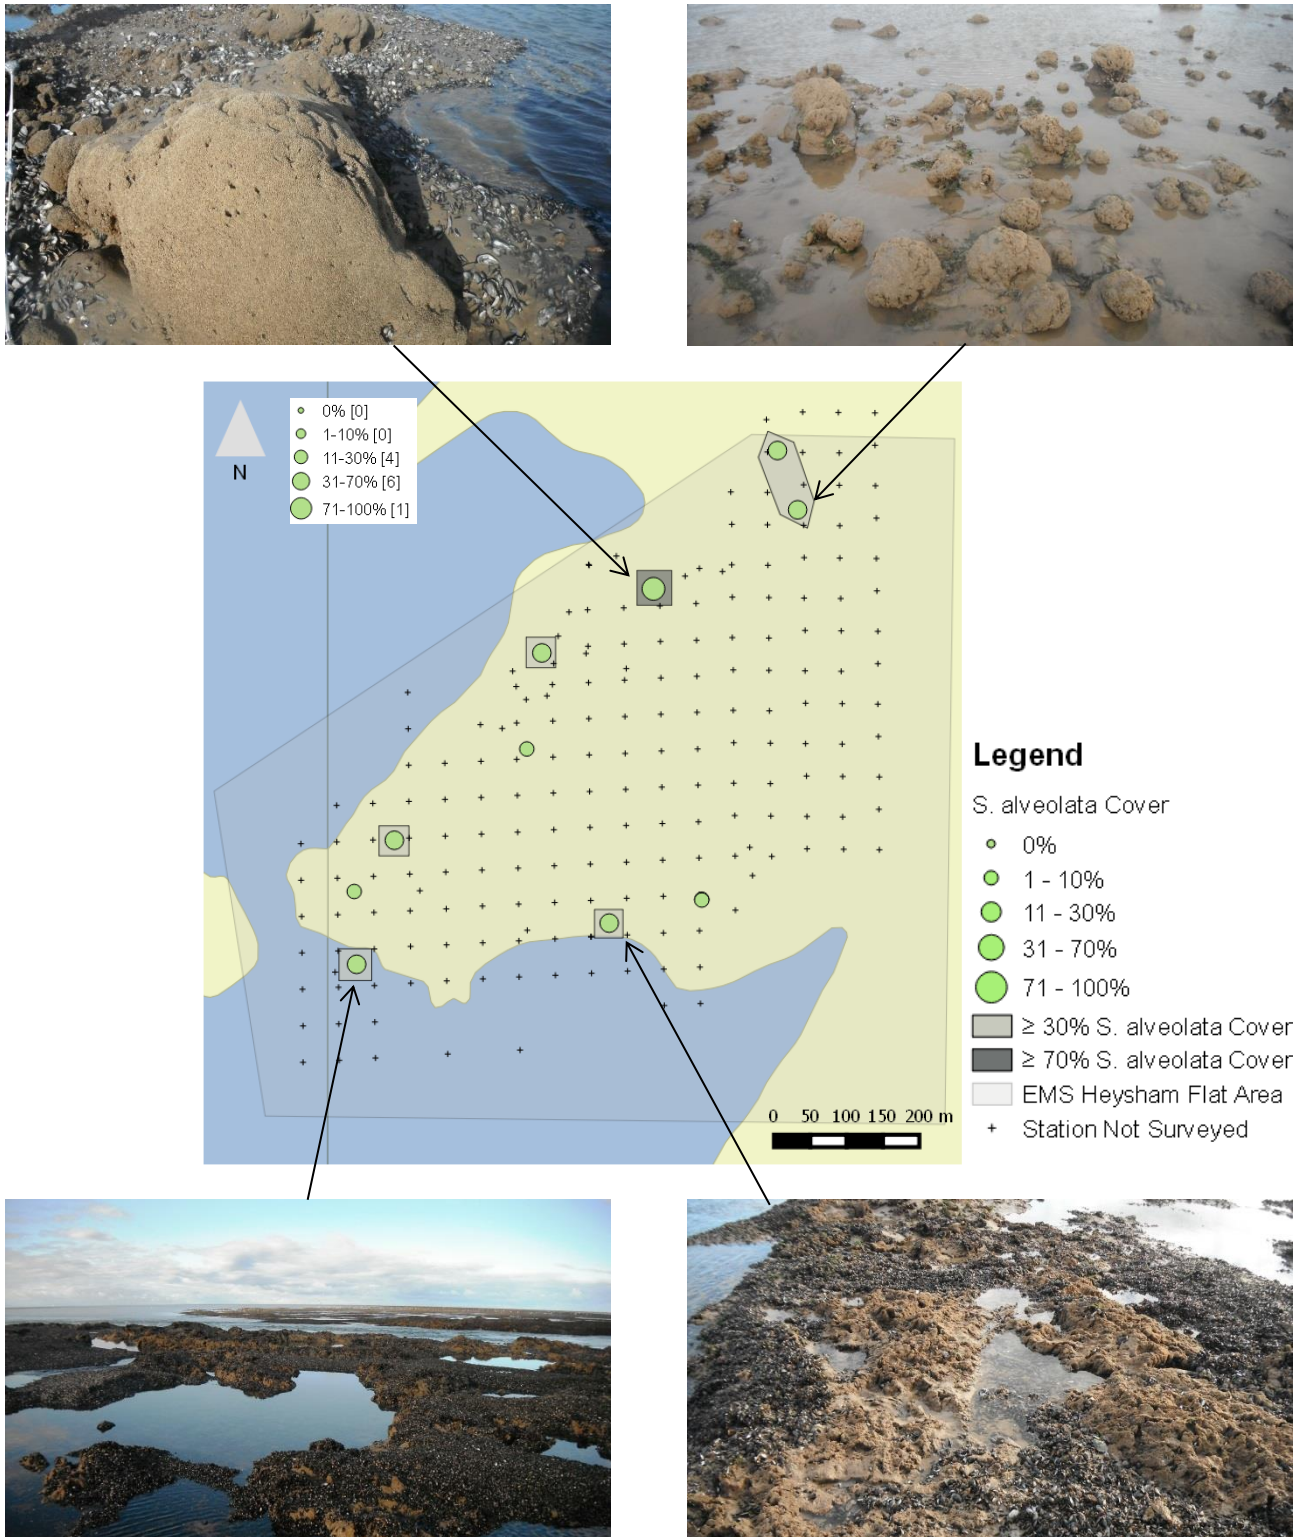 0% [0]
1-10% [0]
11-30% [4]
31-70% [6]
71-100% [1]
N
Legend
S. alveolata Cover
0%
1 - 10%
11 - 30%
31 - 70%
71 - 100%
≥ 30% S. alveolata Cover
≥ 70% S. alveolata Cover
EMS Heysham Flat Area
Station Not Surveyed
0 50 100 150 200 m